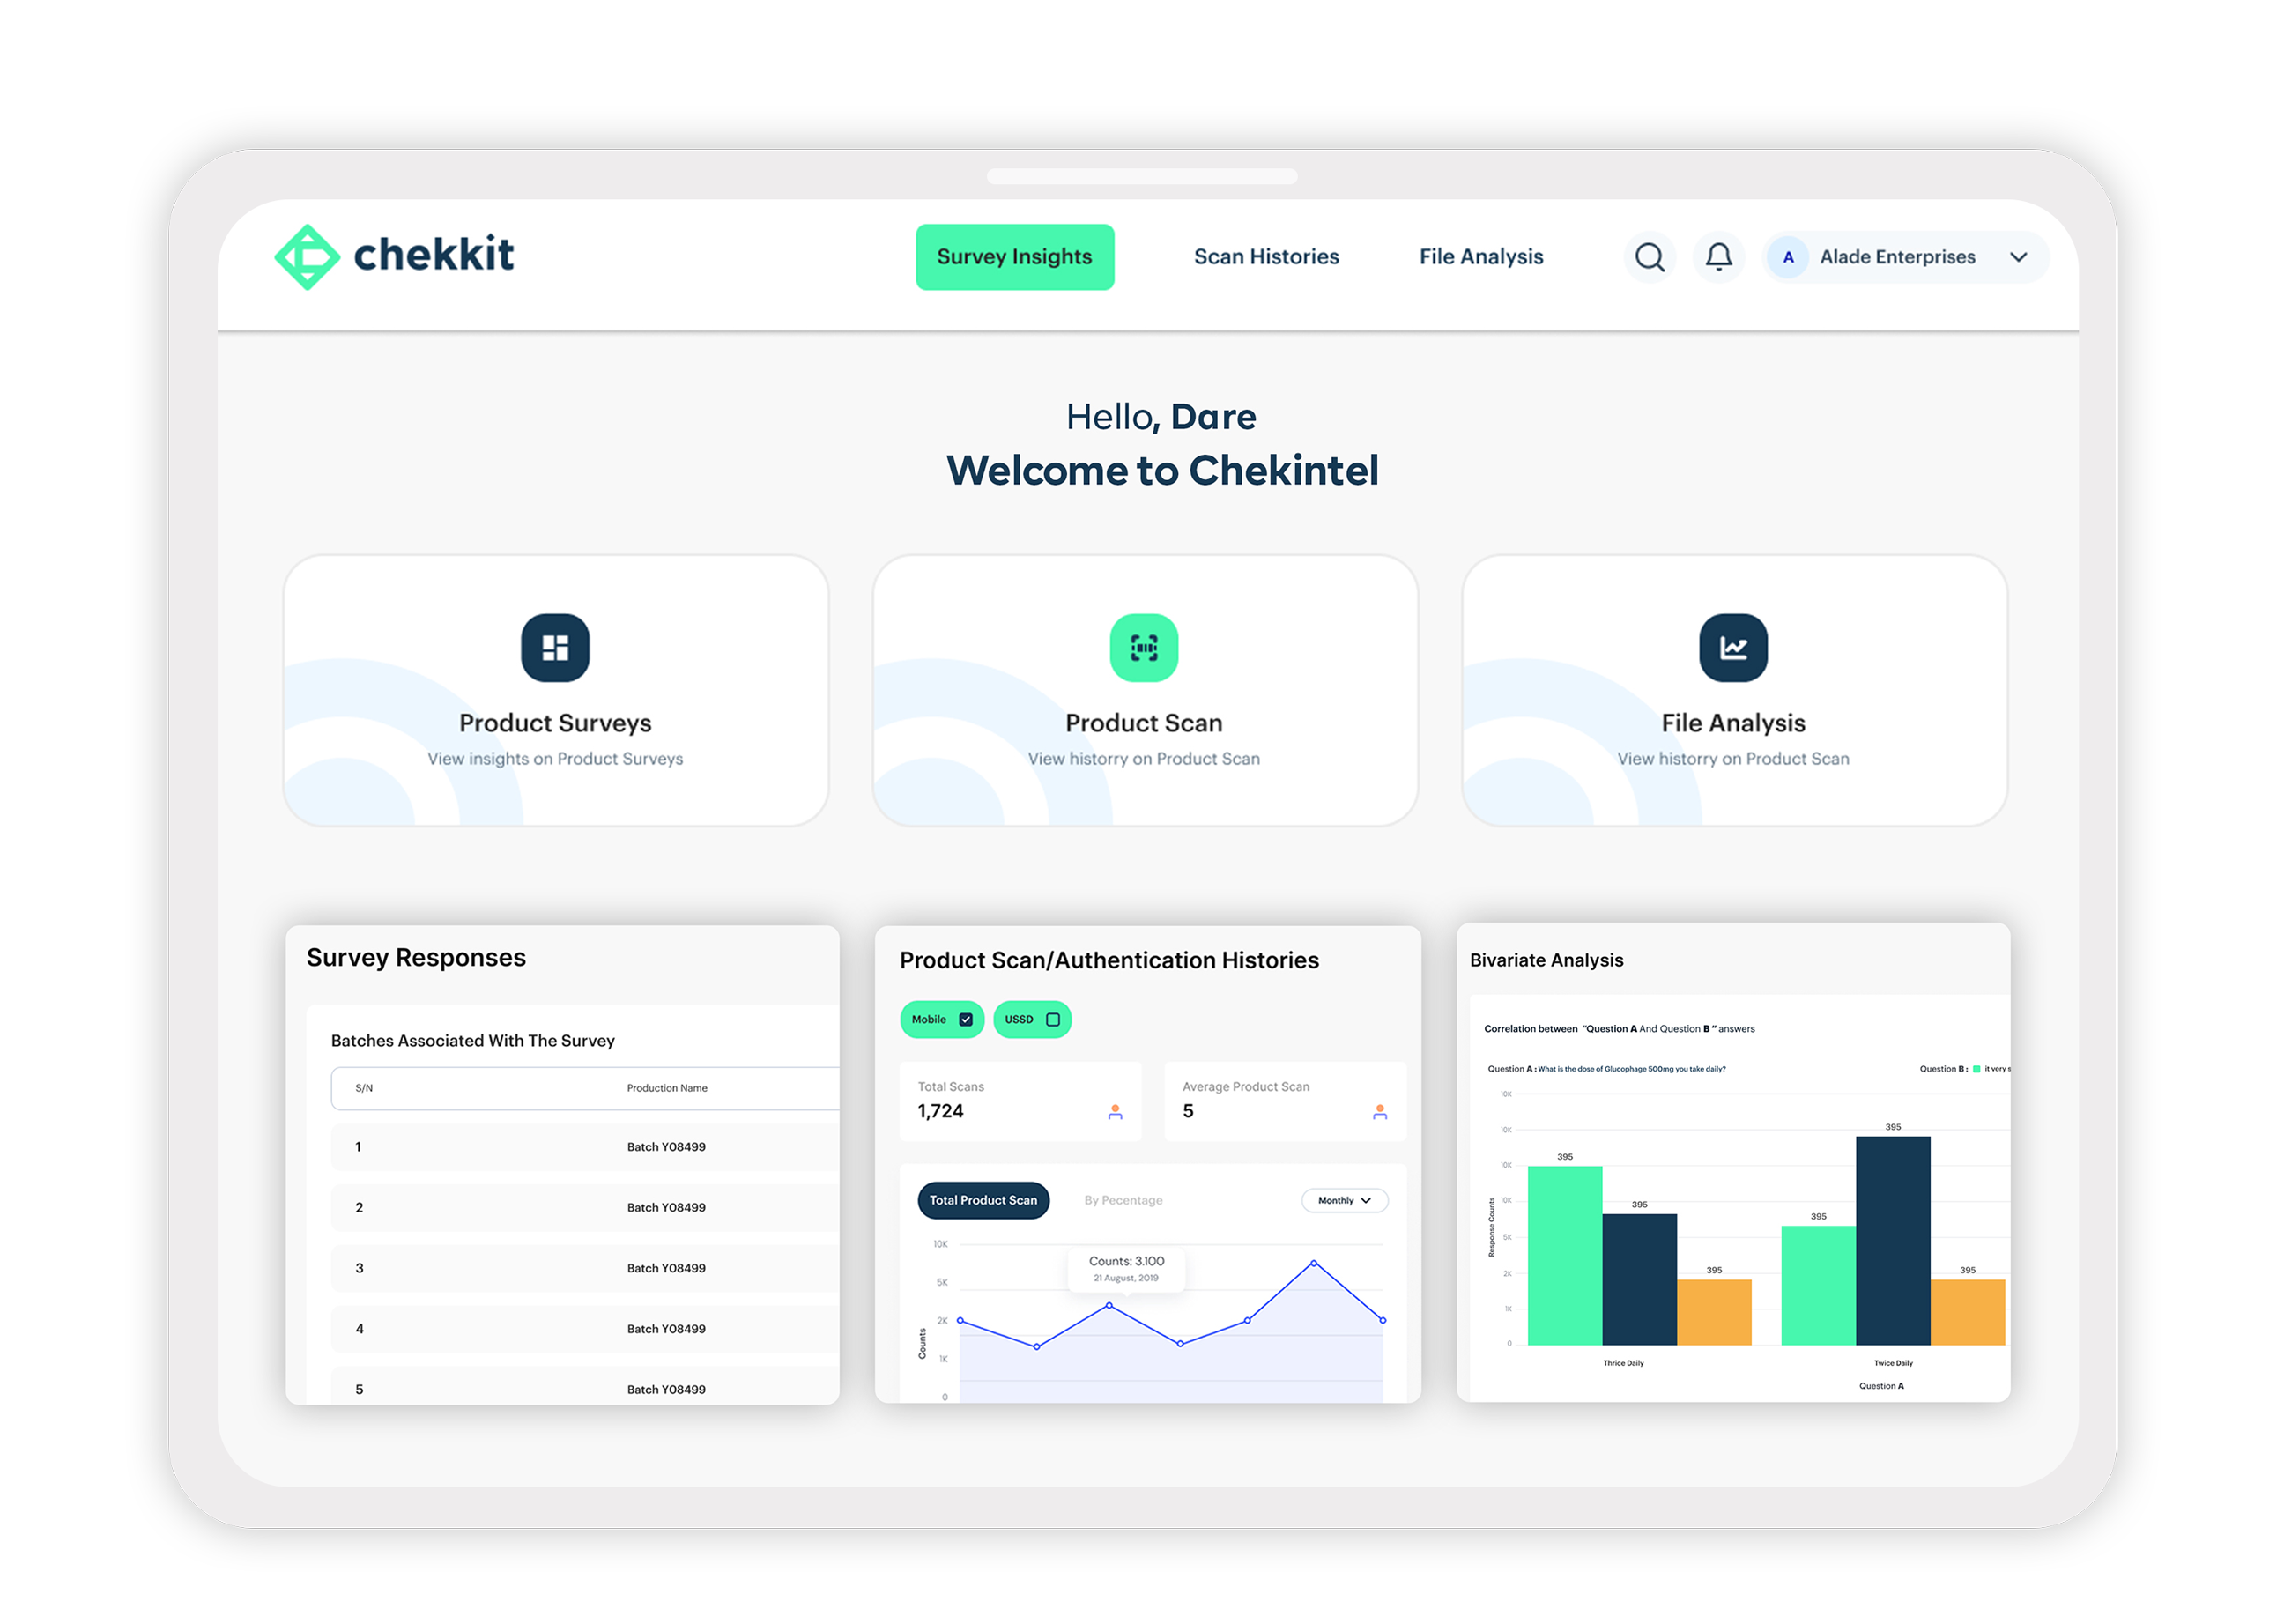 chekkit
Survey Insights
Scan Histories
File Analysis
A
Alade Enterprises
Hello, Dare
Welcome to Chekintel
Product Surveys
View insights on Product Surveys
Product Scan
View historry on Product Scan
File Analysis
View historry on Product Scan
Survey Responses
Batches Associated With The Survey
S/N Production Name
1 Batch Y08499
2 Batch Y08499
3 Batch Y08499
4 Batch Y08499
5 Batch Y08499
Product Scan/Authentication Histories
Mobile
USSD
Total Scans
1,724
Average Product Scan
5
Total Product Scan
By Pecentage
Monthly
10K
5K
2K
1K
0
Counts
Counts: 3.100
21 August, 2019
Bivariate Analysis
Correlation between “Question A And Question B ” answers
Question A : What is the dose of Glucophage 500mg you take daily?
Question B : it very s
10K
10K
10K
10K
5K
2K
1K
0
Response Counts
395
395
395
395
395
395
Thrice Daily
Twice Daily
Question A